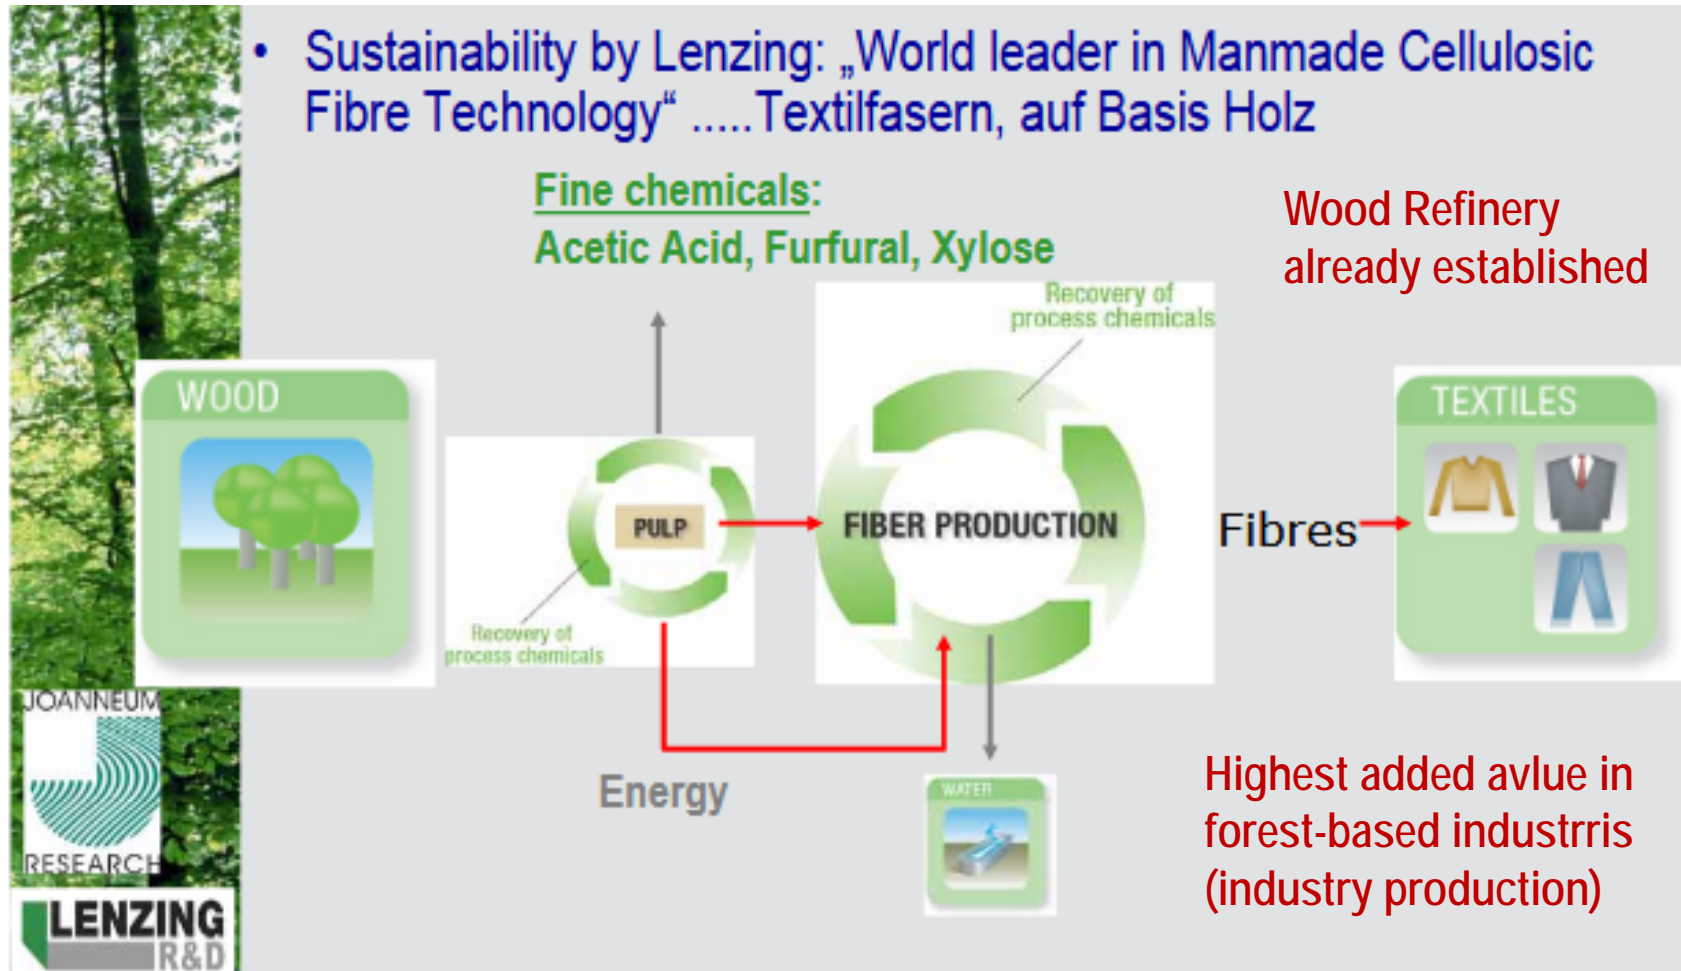 • Sustainability by Lenzing: „World leader in Manmade Cellulosic
Fibre Technology“ .....Textilfasern, auf Basis Holz
Fine chemicals:
Acetic Acid, Furfural, Xylose
Wood Refinery
already established
Recovery of
process chemicals
WOOD
TEXTILES
PULP
FIBER PRODUCTION
Fibres
Recovery of
process chemicals
Energy
WATER
Highest added avlue in
forest-based industrris
(industry production)
JOANNEUM
RESEARCH
LENZING
R&D